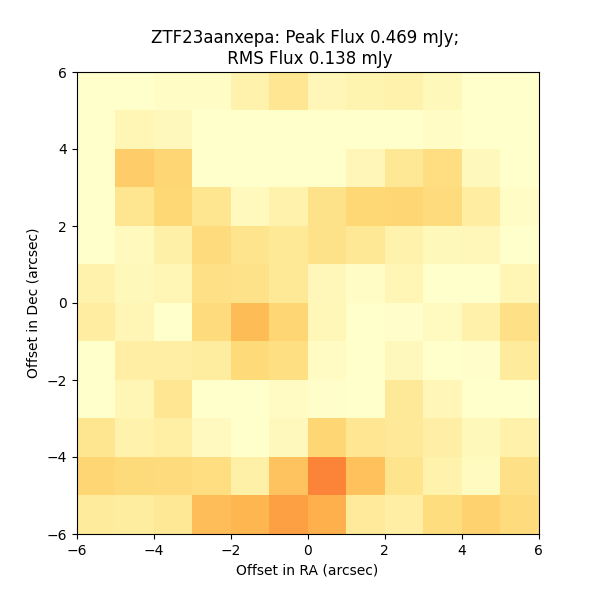 ZTF23aanxepa: Peak Flux 0.469 mJy;
RMS Flux 0.138 mJy
6
4
2
0
−2
−4
−6
Offset in Dec (arcsec)
−6 −4 −2 0 2 4 6
Offset in RA (arcsec)